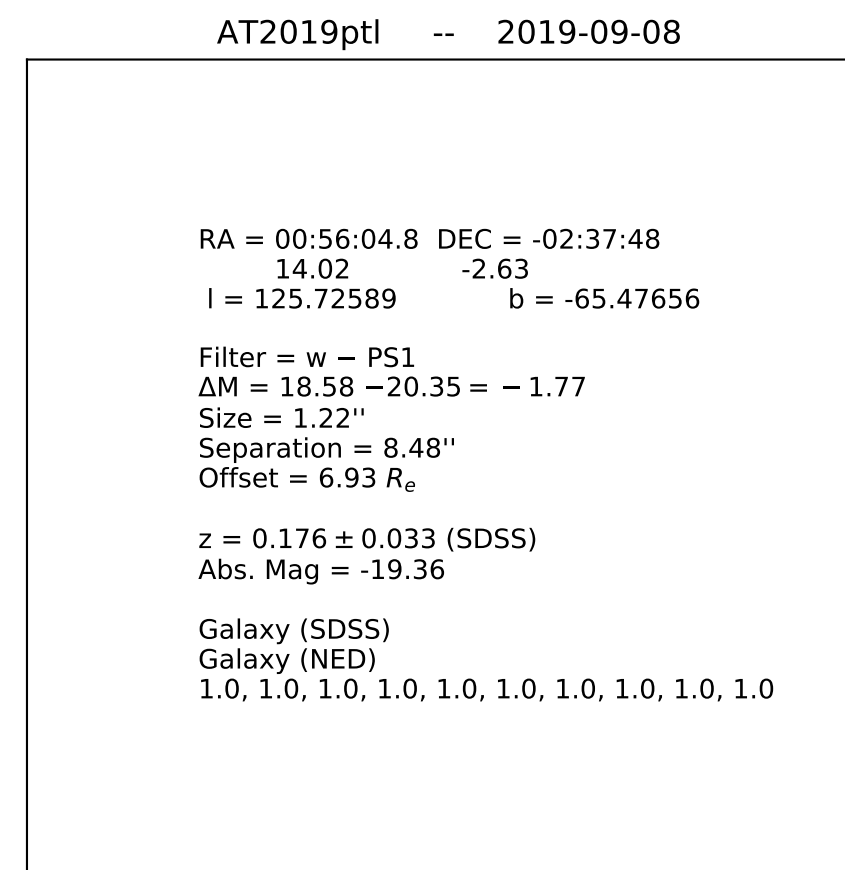 AT2019ptl -- 2019-09-08
RA = 00:56:04.8 DEC = -02:37:48
14.02 -2.63
l = 125.72589 b = -65.47656
Filter = w − PS1
ΔM = 18.58 −20.35 = − 1.77
Size = 1.22''
Separation = 8.48''
Offset = 6.93 Rₑ
z = 0.176 ± 0.033 (SDSS)
Abs. Mag = -19.36
Galaxy (SDSS)
Galaxy (NED)
1.0, 1.0, 1.0, 1.0, 1.0, 1.0, 1.0, 1.0, 1.0, 1.0